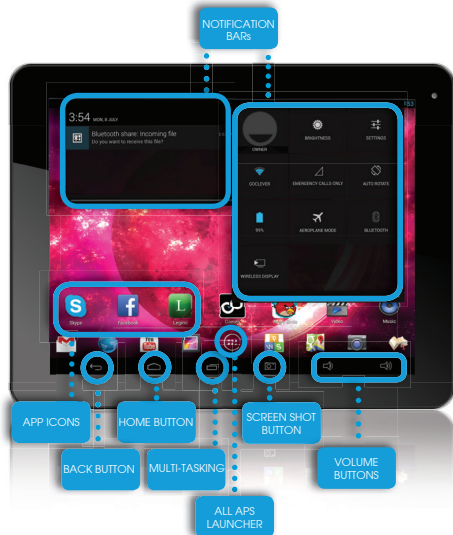 NOTIFICATION
BARs
3:54 MON, 8 JULY
Bluetooth share: Incoming file
Do you want to receive this file?
OWNER
BRIGHTNESS
SETTINGS
GOCLEVER
EMERGENCY CALLS ONLY
AUTO ROTATE
99%
AEROPLANE MODE
BLUETOOTH
WIRELESS DISPLAY
Skype
Facebook
Legimi
Video
Music
APP ICONS
HOME BUTTON
SCREEN SHOT
BUTTON
BACK BUTTON
MULTI-TASKING
VOLUME
BUTTONS
ALL APS
LAUNCHER